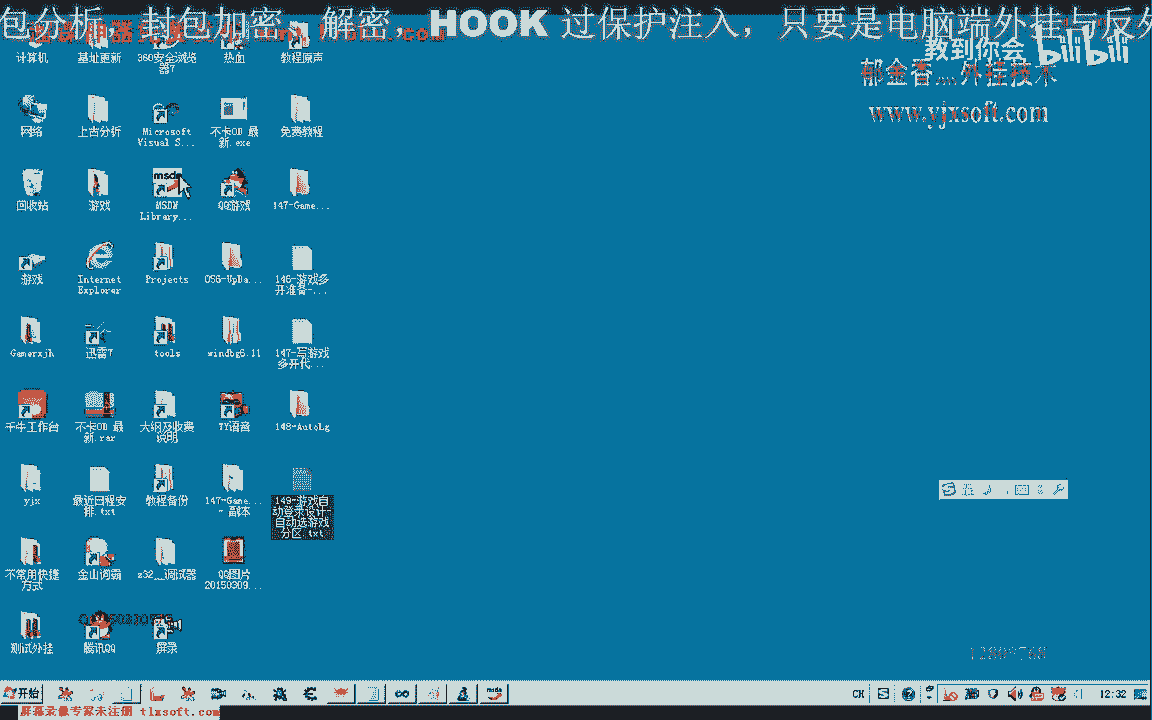 包分析，封包加密，解密，HOOK 过保护注入，只要是电脑端外挂与反外
教到你会 bilibili
郁金香....外挂技术
www.yjxsoft.com
计算机
基址更新
360安全浏览
器7
热血
教程原声
网络
上古分析
Microsoft
Visual S...
不卡OD 最
新.exe
免费教程
回收站
游戏
MSDN
Library...
QQ游戏
147-Game...
游戏
Internet
Explorer
Projects
OS6-UpDa...
146-游戏多
开准备-...
Gamerxjh
迅雷7
tools
windbg6.11
147-写游戏
多开代...
千牛工作台
不卡OD 最
新.rar
大纲及收费
说明
YY语音
148-AutoLg
yjx
最近日程安
排.txt
教程备份
147-Game...
- 副本
149-游戏自
动登录设计-
自动选游戏
分区.txt
不常用快捷
方式
金山词霸
z32__调试器
QQ图片
20150309...
测试外挂
腾讯QQ
屏录
开始
CH
12:32
屏幕录像专家未注册 tlxsoft.com